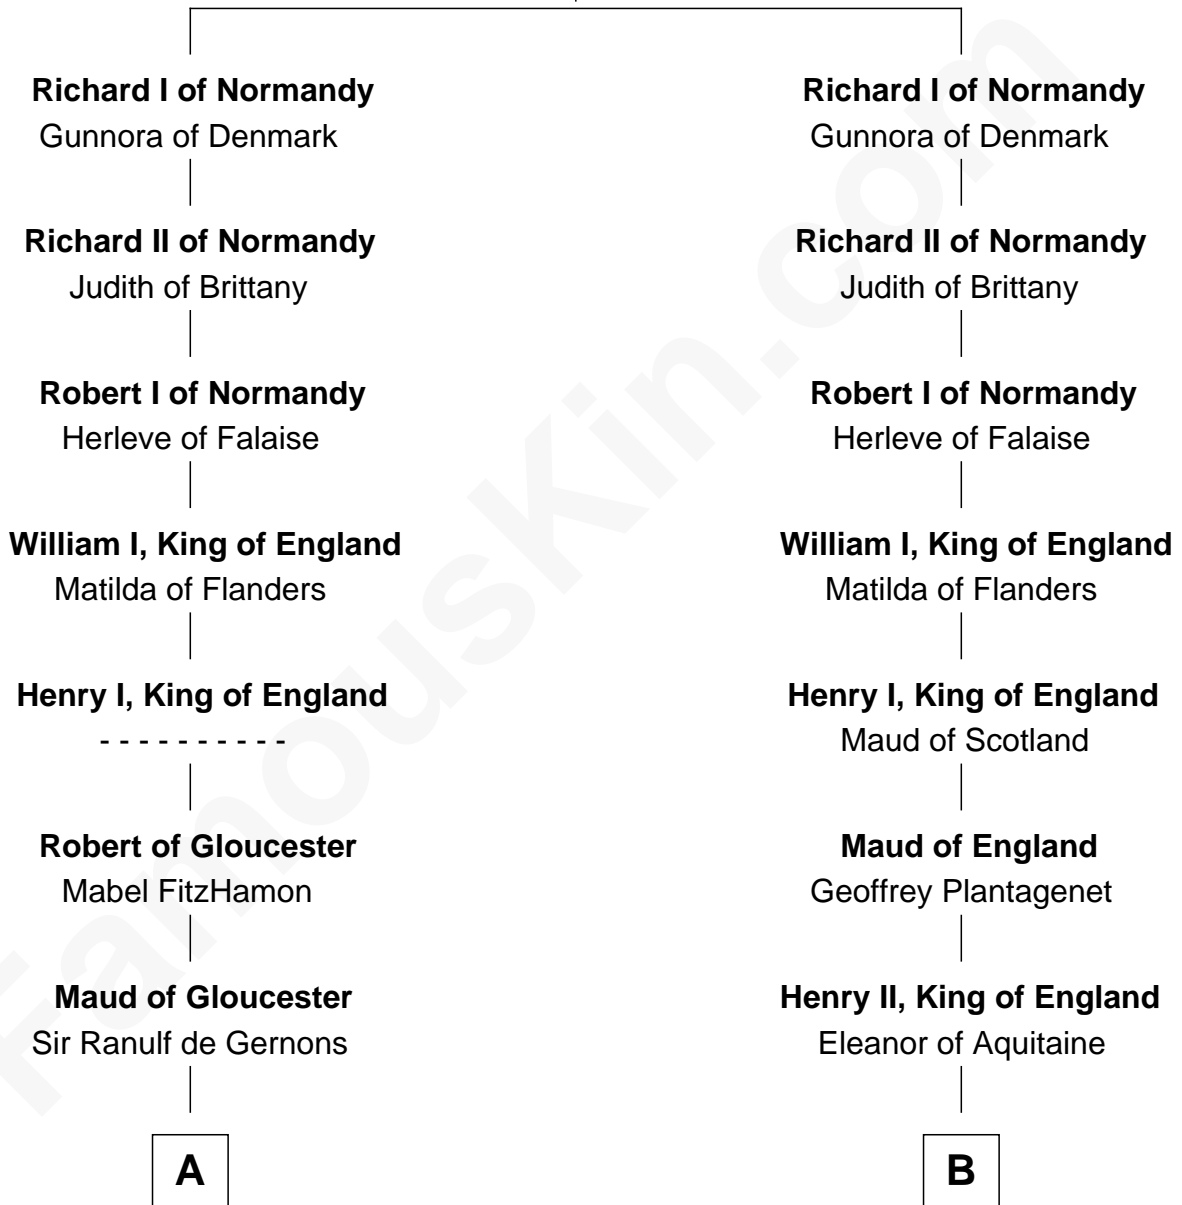 Richard I of Normandy
Gunnora of Denmark
Richard II of Normandy
Judith of Brittany
Robert I of Normandy
Herleve of Falaise
William I, King of England
Matilda of Flanders
Henry I, King of England
- - - - - - - - - -
Robert of Gloucester
Mabel FitzHamon
Maud of Gloucester
Sir Ranulf de Gernons
A
Richard I of Normandy
Gunnora of Denmark
Richard II of Normandy
Judith of Brittany
Robert I of Normandy
Herleve of Falaise
William I, King of England
Matilda of Flanders
Henry I, King of England
Maud of Scotland
Maud of England
Geoffrey Plantagenet
Henry II, King of England
Eleanor of Aquitaine
B
FamousKin.com